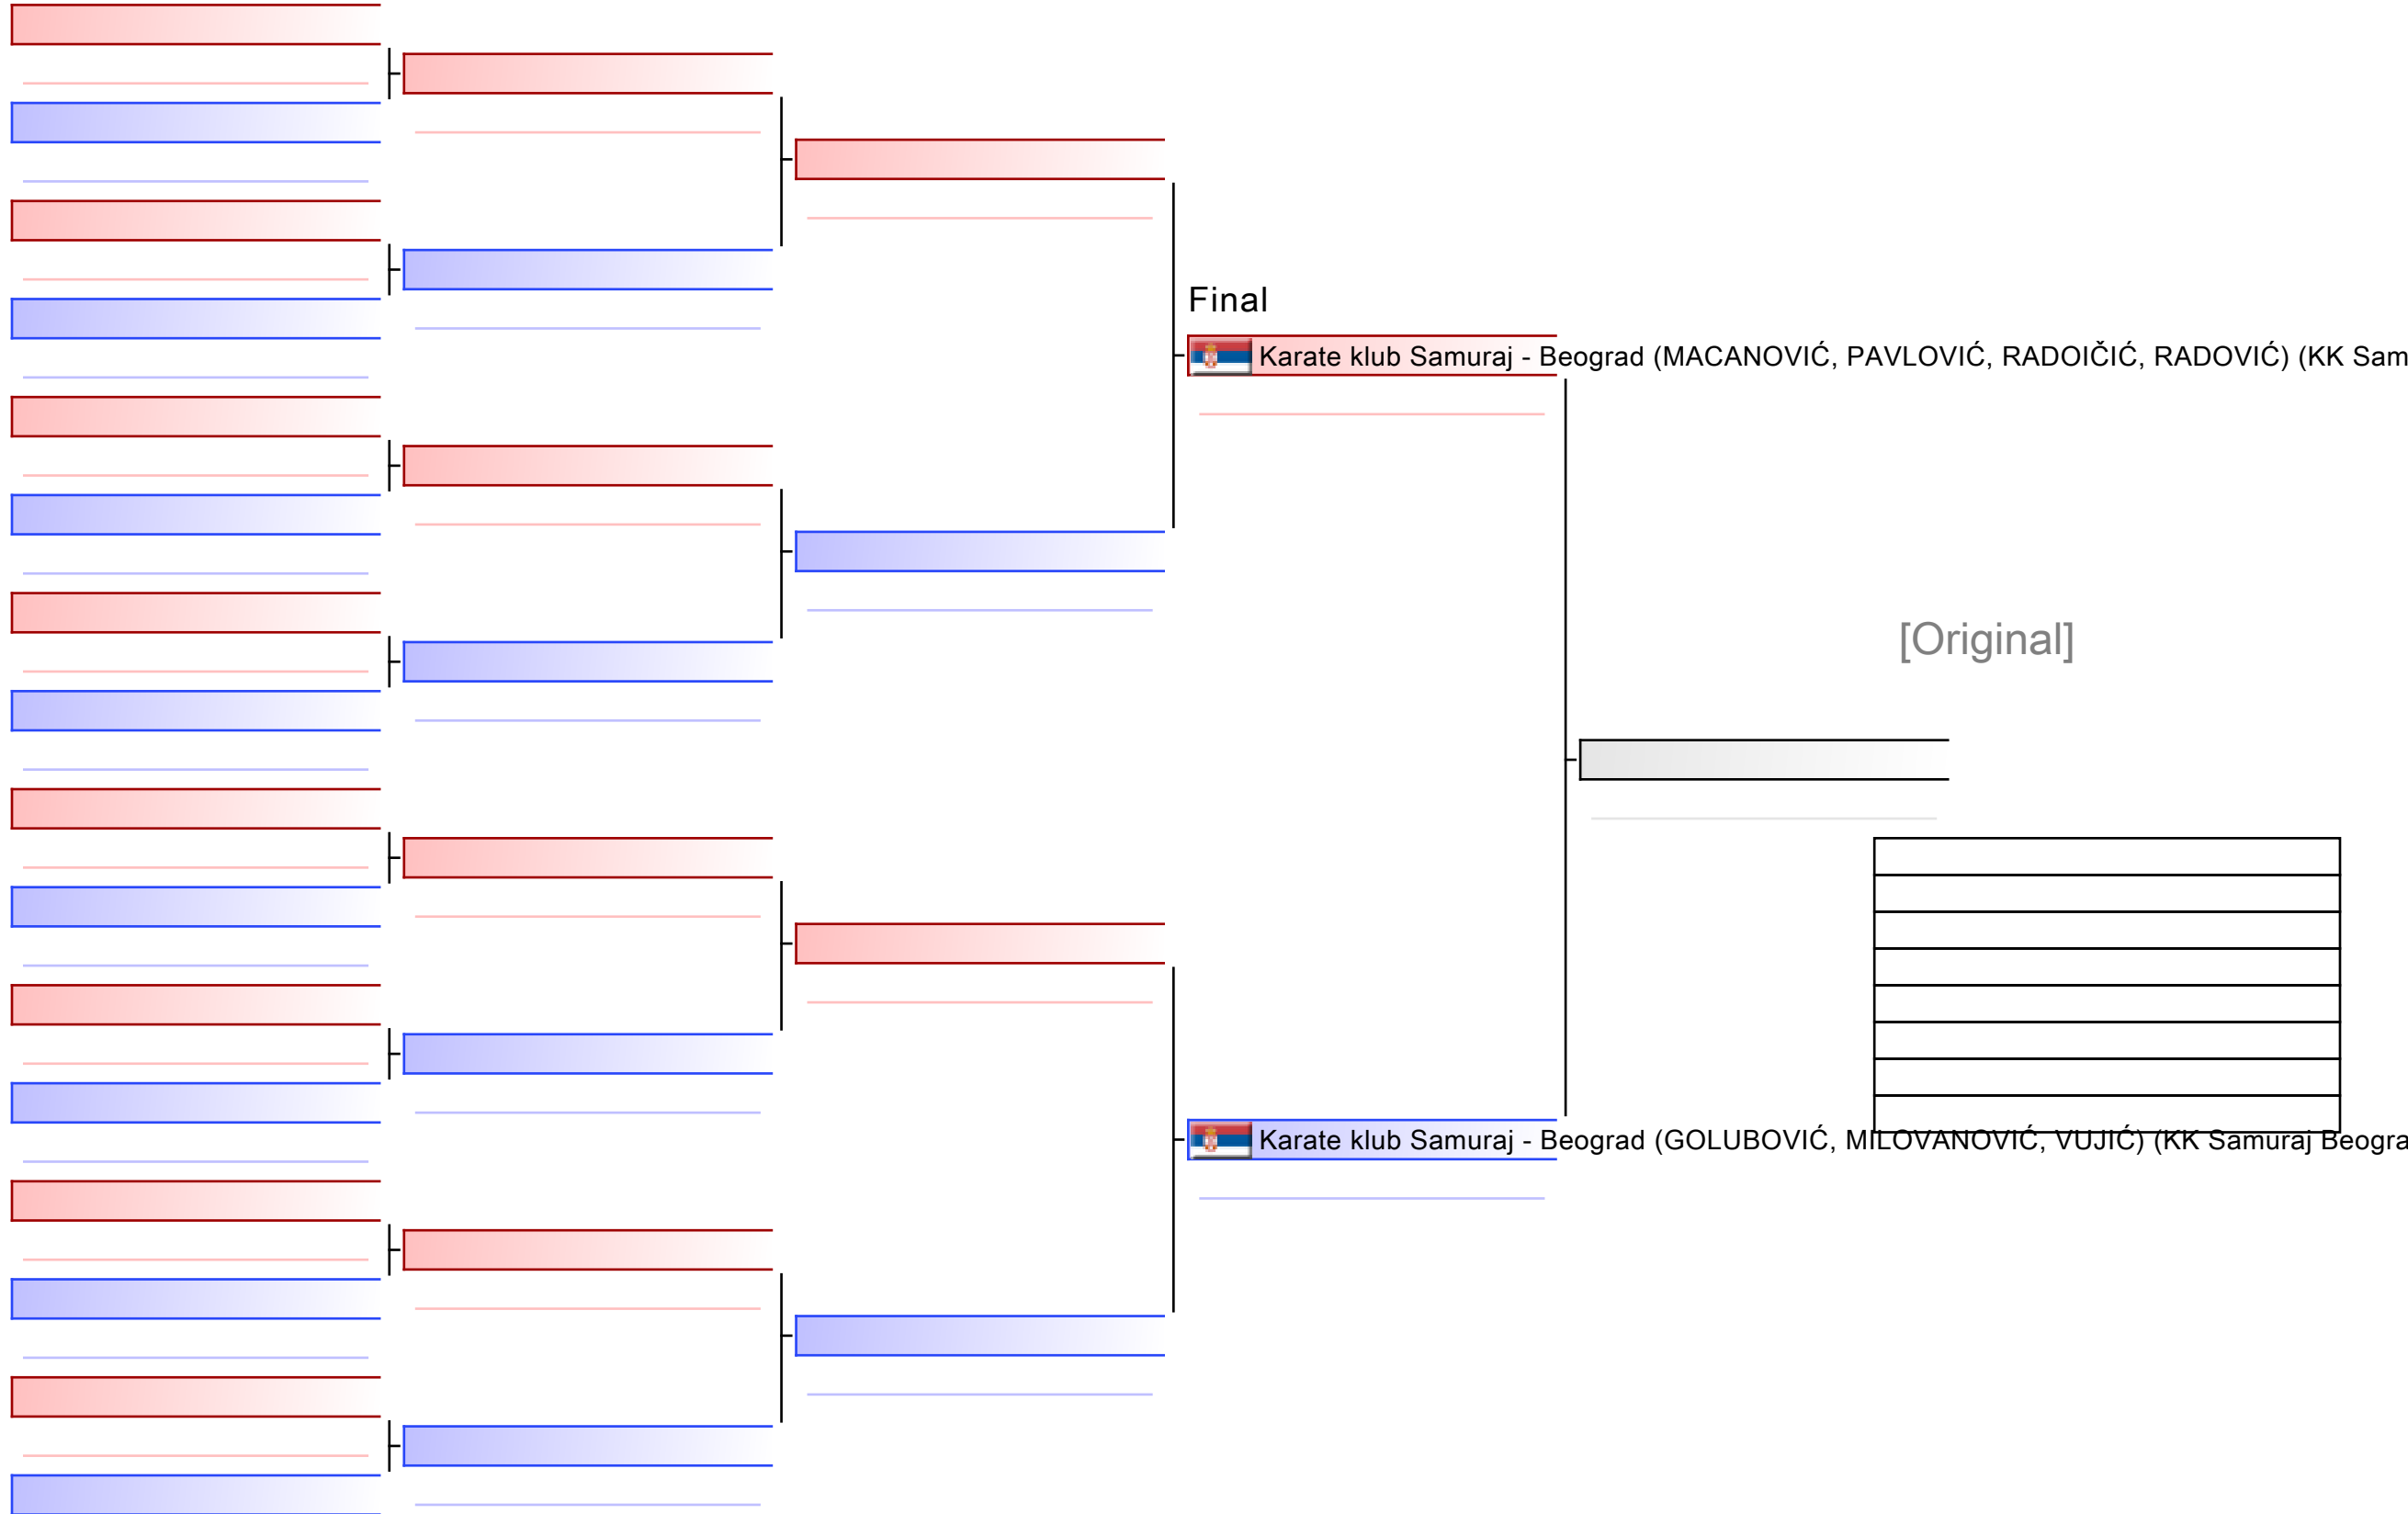 Final
Karate klub Samuraj - Beograd (MACANOVIĆ, PAVLOVIĆ, RADOIČIĆ, RADOVIĆ) (KK Sam
[Original]
Karate klub Samuraj - Beograd (GOLUBOVIĆ, MILOVANOVIĆ, VUJIĆ) (KK Samuraj Beogra